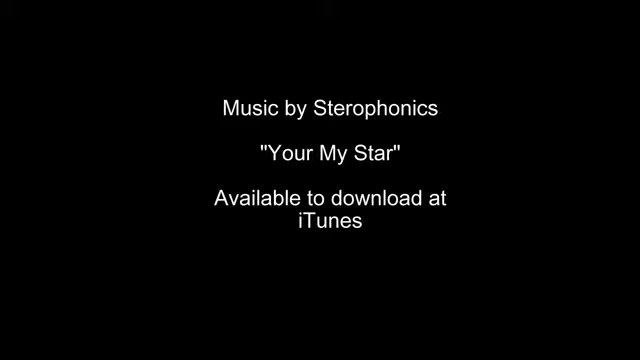 Music by Sterophonics
"Your My Star"
Available to download at
iTunes